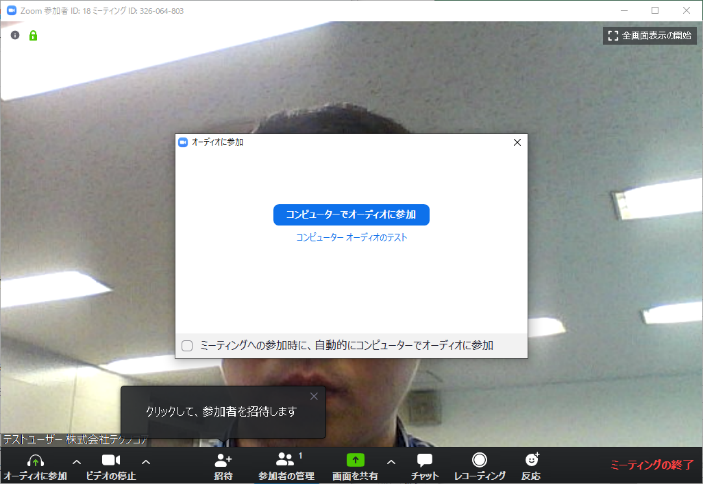 Zoom 参加者 ID: 18 ミーティング ID: 326-064-803
全画面表示の開始
オーディオに参加
コンピューターでオーディオに参加
コンピューター オーディオのテスト
ミーティングへの参加時に、自動的にコンピューターでオーディオに参加
クリックして、参加者を招待します
テストユーザー 株式会社テクノコア
オーディオに参加
ビデオの停止
招待
1
参加者の管理
画面を共有
チャット
レコーディング
反応
ミーティングの終了